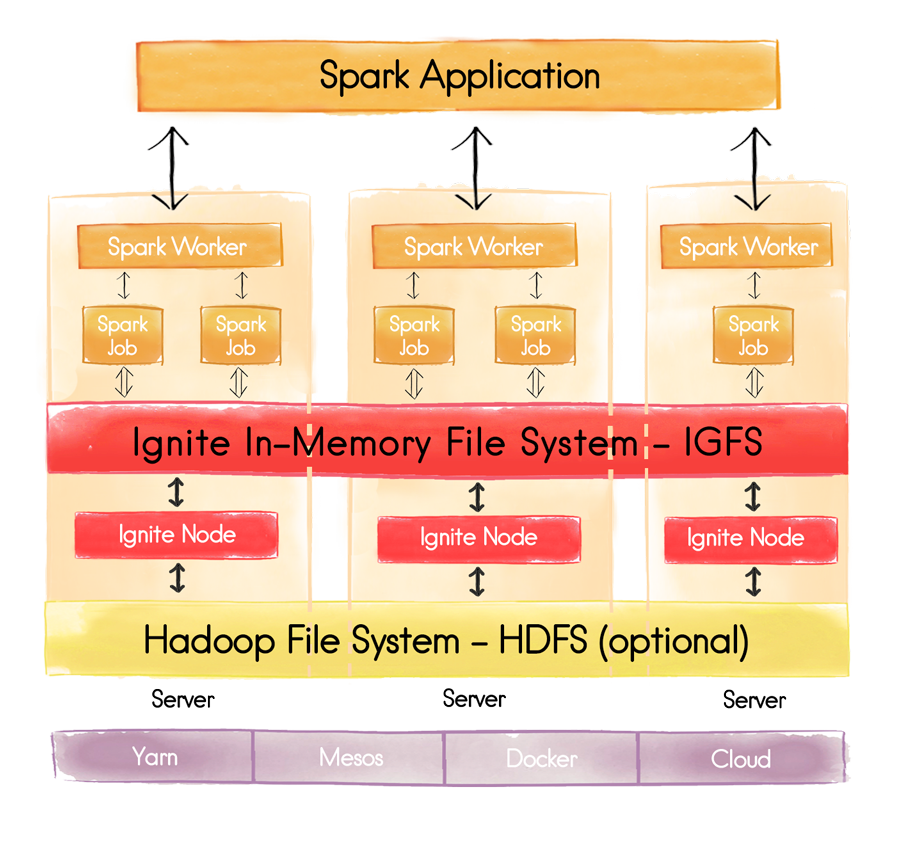 Spark Application
Spark Worker
Spark Worker
Spark Worker
Spark
Job
Spark
Job
Spark
Job
Spark
Job
Spark
Job
Ignite In-Memory File System - IGFS
Ignite Node
Ignite Node
Ignite Node
Hadoop File System - HDFS (optional)
Server
Server
Server
Yarn
Mesos
Docker
Cloud